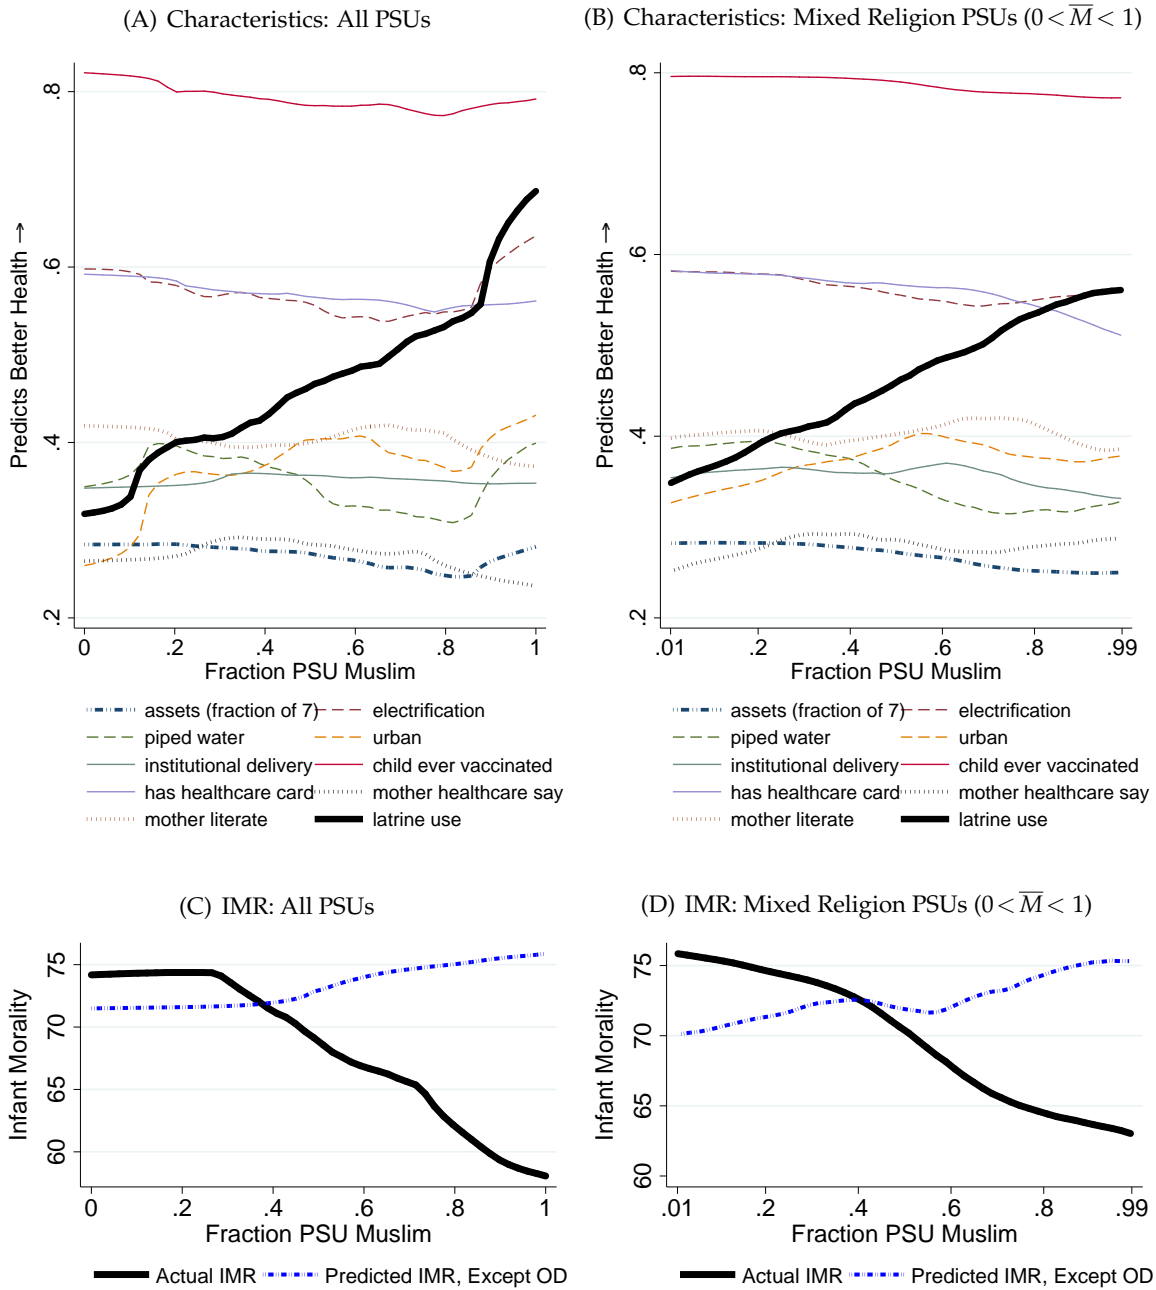 (A) Characteristics: All PSUs
Predicts Better Health →
.8
.6
.4
.2
0 .2 .4 .6 .8 1
Fraction PSU Muslim
assets (fraction of 7) electrification
piped water urban
institutional delivery child ever vaccinated
has healthcare card mother healthcare say
mother literate latrine use
(B) Characteristics: Mixed Religion PSUs (0 < M̅ < 1)
Predicts Better Health →
.8
.6
.4
.2
.01 .2 .4 .6 .8 .99
Fraction PSU Muslim
assets (fraction of 7) electrification
piped water urban
institutional delivery child ever vaccinated
has healthcare card mother healthcare say
mother literate latrine use
(C) IMR: All PSUs
Infant Morality
75
70
65
60
0 .2 .4 .6 .8 1
Fraction PSU Muslim
Actual IMR Predicted IMR, Except OD
(D) IMR: Mixed Religion PSUs (0 < M̅ < 1)
Infant Morality
75
70
65
60
.01 .2 .4 .6 .8 .99
Fraction PSU Muslim
Actual IMR Predicted IMR, Except OD